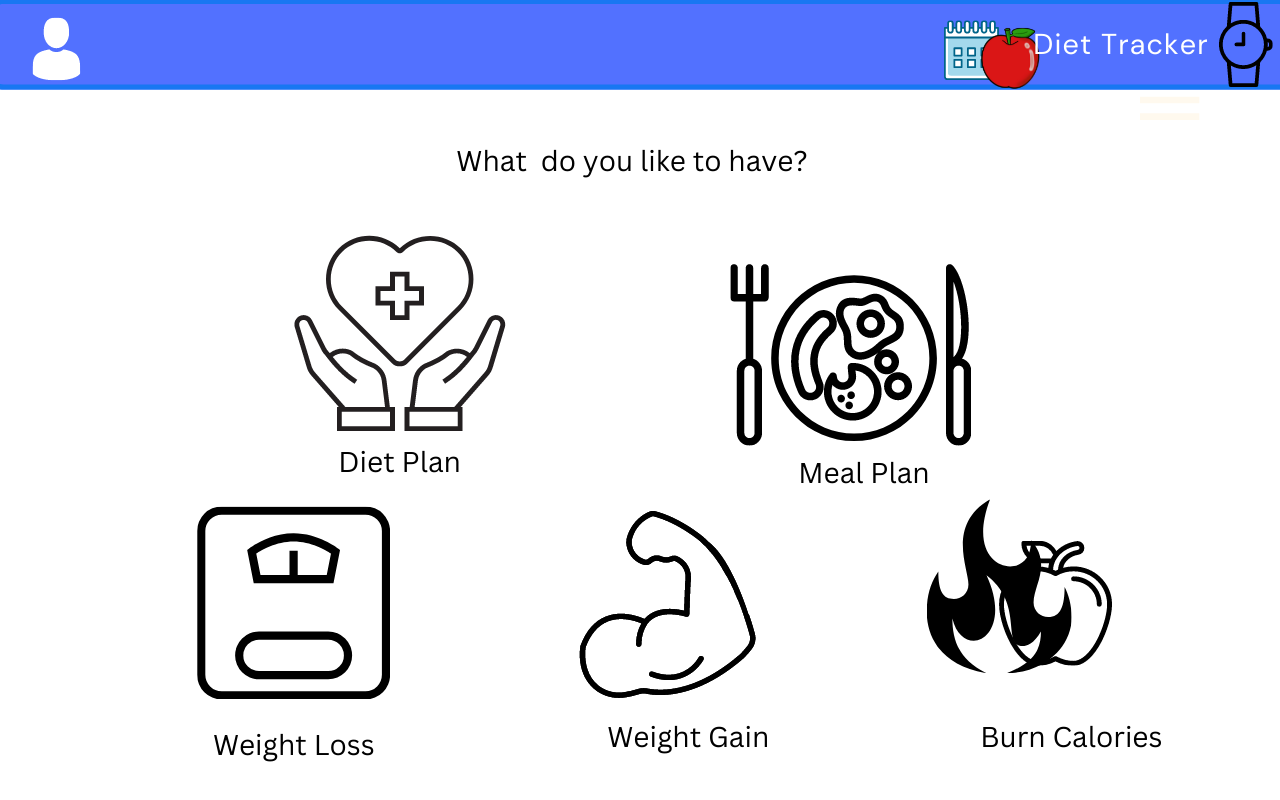 Diet Tracker
What  do you like to have?
Diet Plan
Meal Plan
Weight Loss
Weight Gain
Burn Calories